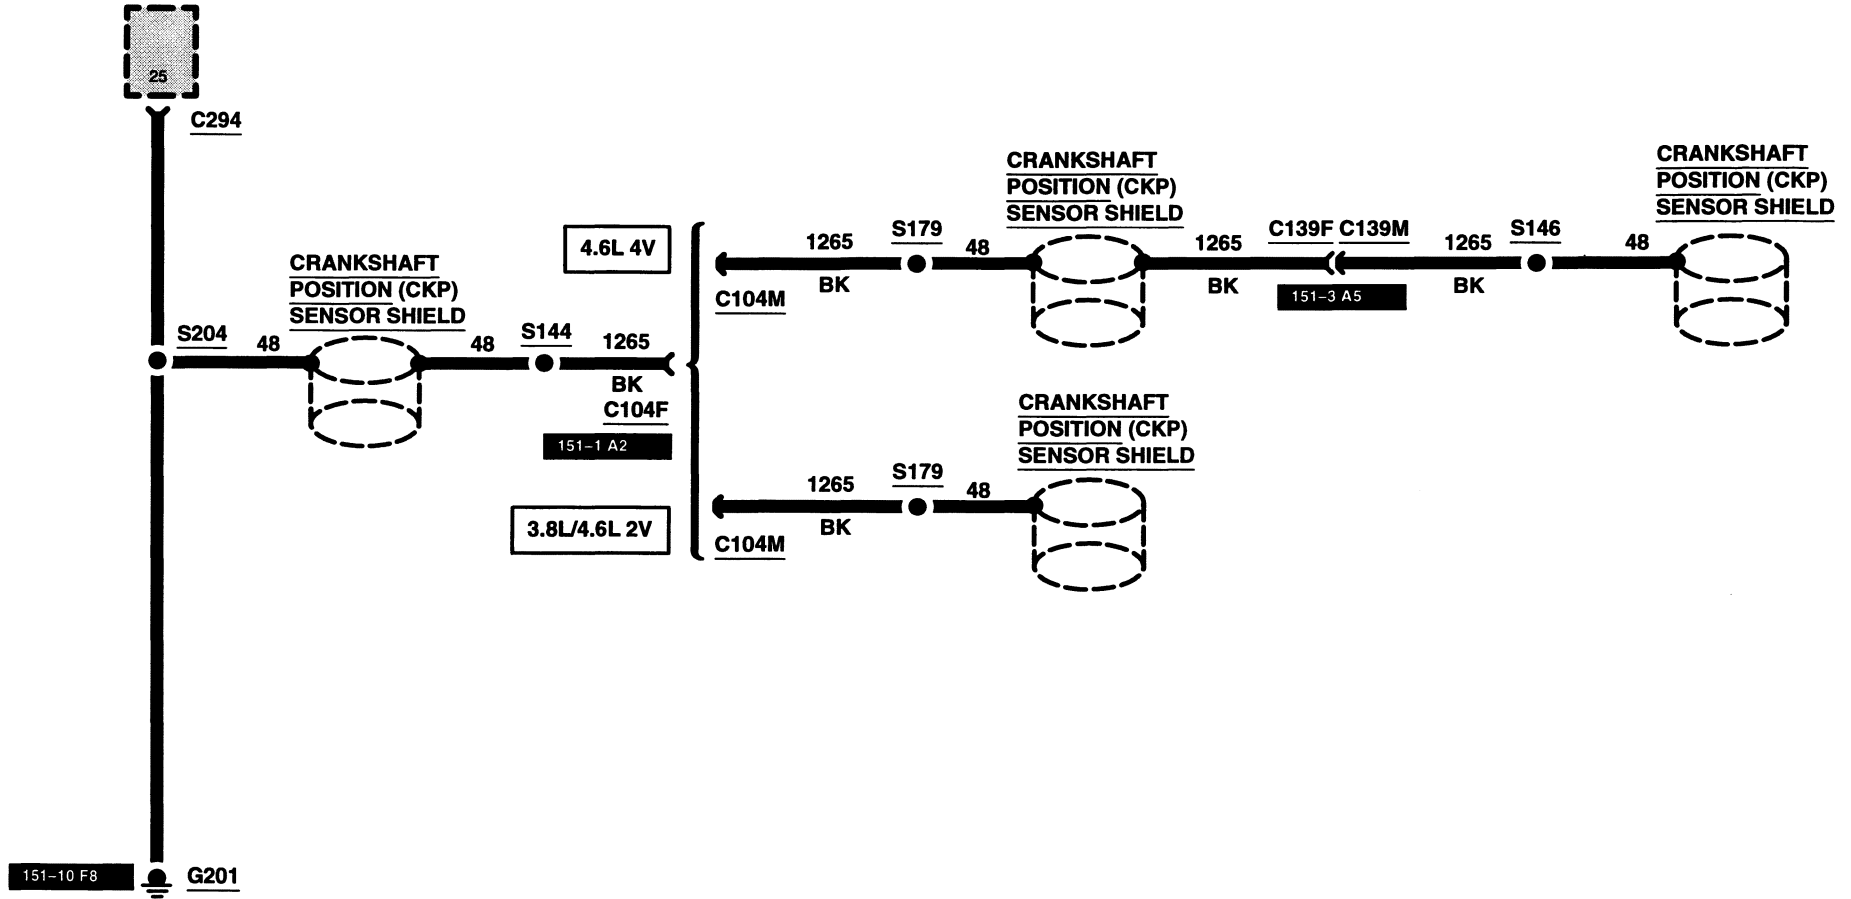 25
C294
S204
48
CRANKSHAFT
POSITION (CKP)
SENSOR SHIELD
48
S144
1265
BK
C104F
151-1 A2
4.6L 4V
C104M
1265
BK
S179
48
CRANKSHAFT
POSITION (CKP)
SENSOR SHIELD
1265
BK
C139F C139M
151-3 A5
1265
BK
S146
48
CRANKSHAFT
POSITION (CKP)
SENSOR SHIELD
3.8L/4.6L 2V
C104M
1265
BK
S179
48
CRANKSHAFT
POSITION (CKP)
SENSOR SHIELD
151-10 F8
G201